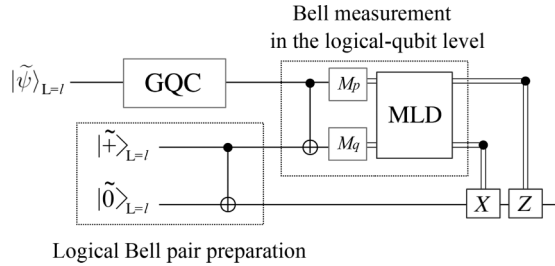 Bell measurement
in the logical-qubit level
|ψ̃⟩L=l
GQC
Mp
MLD
|+̃⟩L=l
Mq
|0̃⟩L=l
X
Z
Logical Bell pair preparation